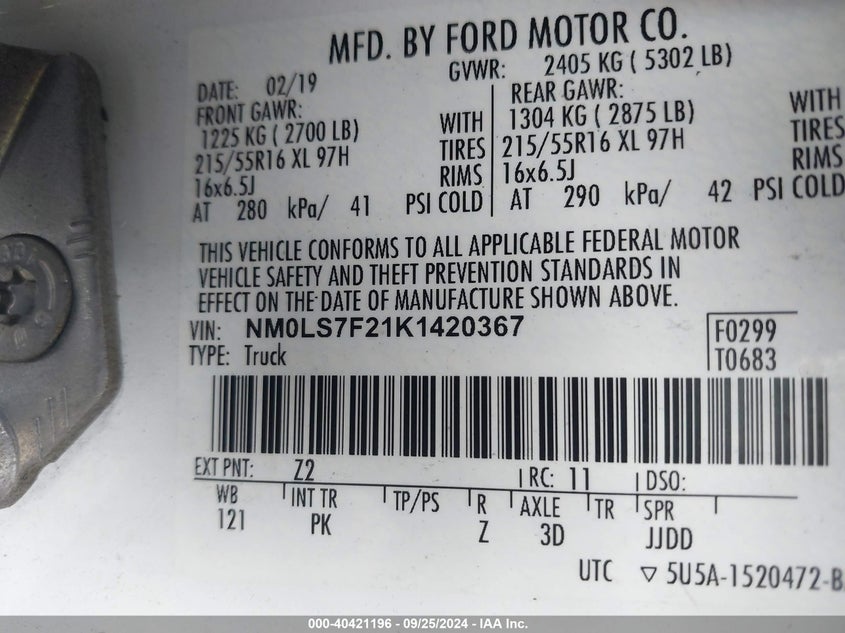 MFD. BY FORD MOTOR CO.
DATE: 02/19 GVWR: 2405 KG ( 5302 LB)
FRONT GAWR: REAR GAWR:
1225 KG ( 2700 LB) WITH 1304 KG ( 2875 LB) WITH
215/55R16 XL 97H TIRES 215/55R16 XL 97H TIRES
16x6.5J RIMS 16x6.5J RIMS
AT 280 kPa/ 41 PSI COLD AT 290 kPa/ 42 PSI COLD
THIS VEHICLE CONFORMS TO ALL APPLICABLE FEDERAL MOTOR
VEHICLE SAFETY AND THEFT PREVENTION STANDARDS IN
EFFECT ON THE DATE OF MANUFACTURE SHOWN ABOVE.
VIN: NM0LS7F21K1420367 F0299
TYPE: Truck T0683
EXT PNT: Z2 RC: 11 DSO:
WB INT TR TP/PS R AXLE TR SPR
121 PK Z 3D JJDD
UTC ▽ 5U5A-1520472-B
000-40421196 - 09/25/2024 - IAA Inc.